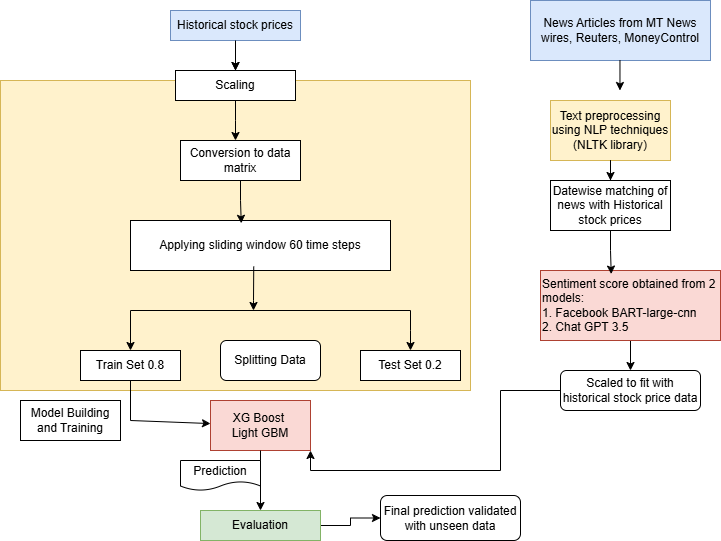 Historical stock prices
News Articles from MT News
wires, Reuters, MoneyControl
Scaling
Text preprocessing
using NLP techniques
(NLTK library)
Conversion to data
matrix
Datewise matching of
news with Historical
stock prices
Applying sliding window 60 time steps
Sentiment score obtained from 2
models:
1. Facebook BART-large-cnn
2. Chat GPT 3.5
Train Set 0.8
Splitting Data
Test Set 0.2
Scaled to fit with
historical stock price data
Model Building
and Training
XG Boost
Light GBM
Prediction
Evaluation
Final prediction validated
with unseen data